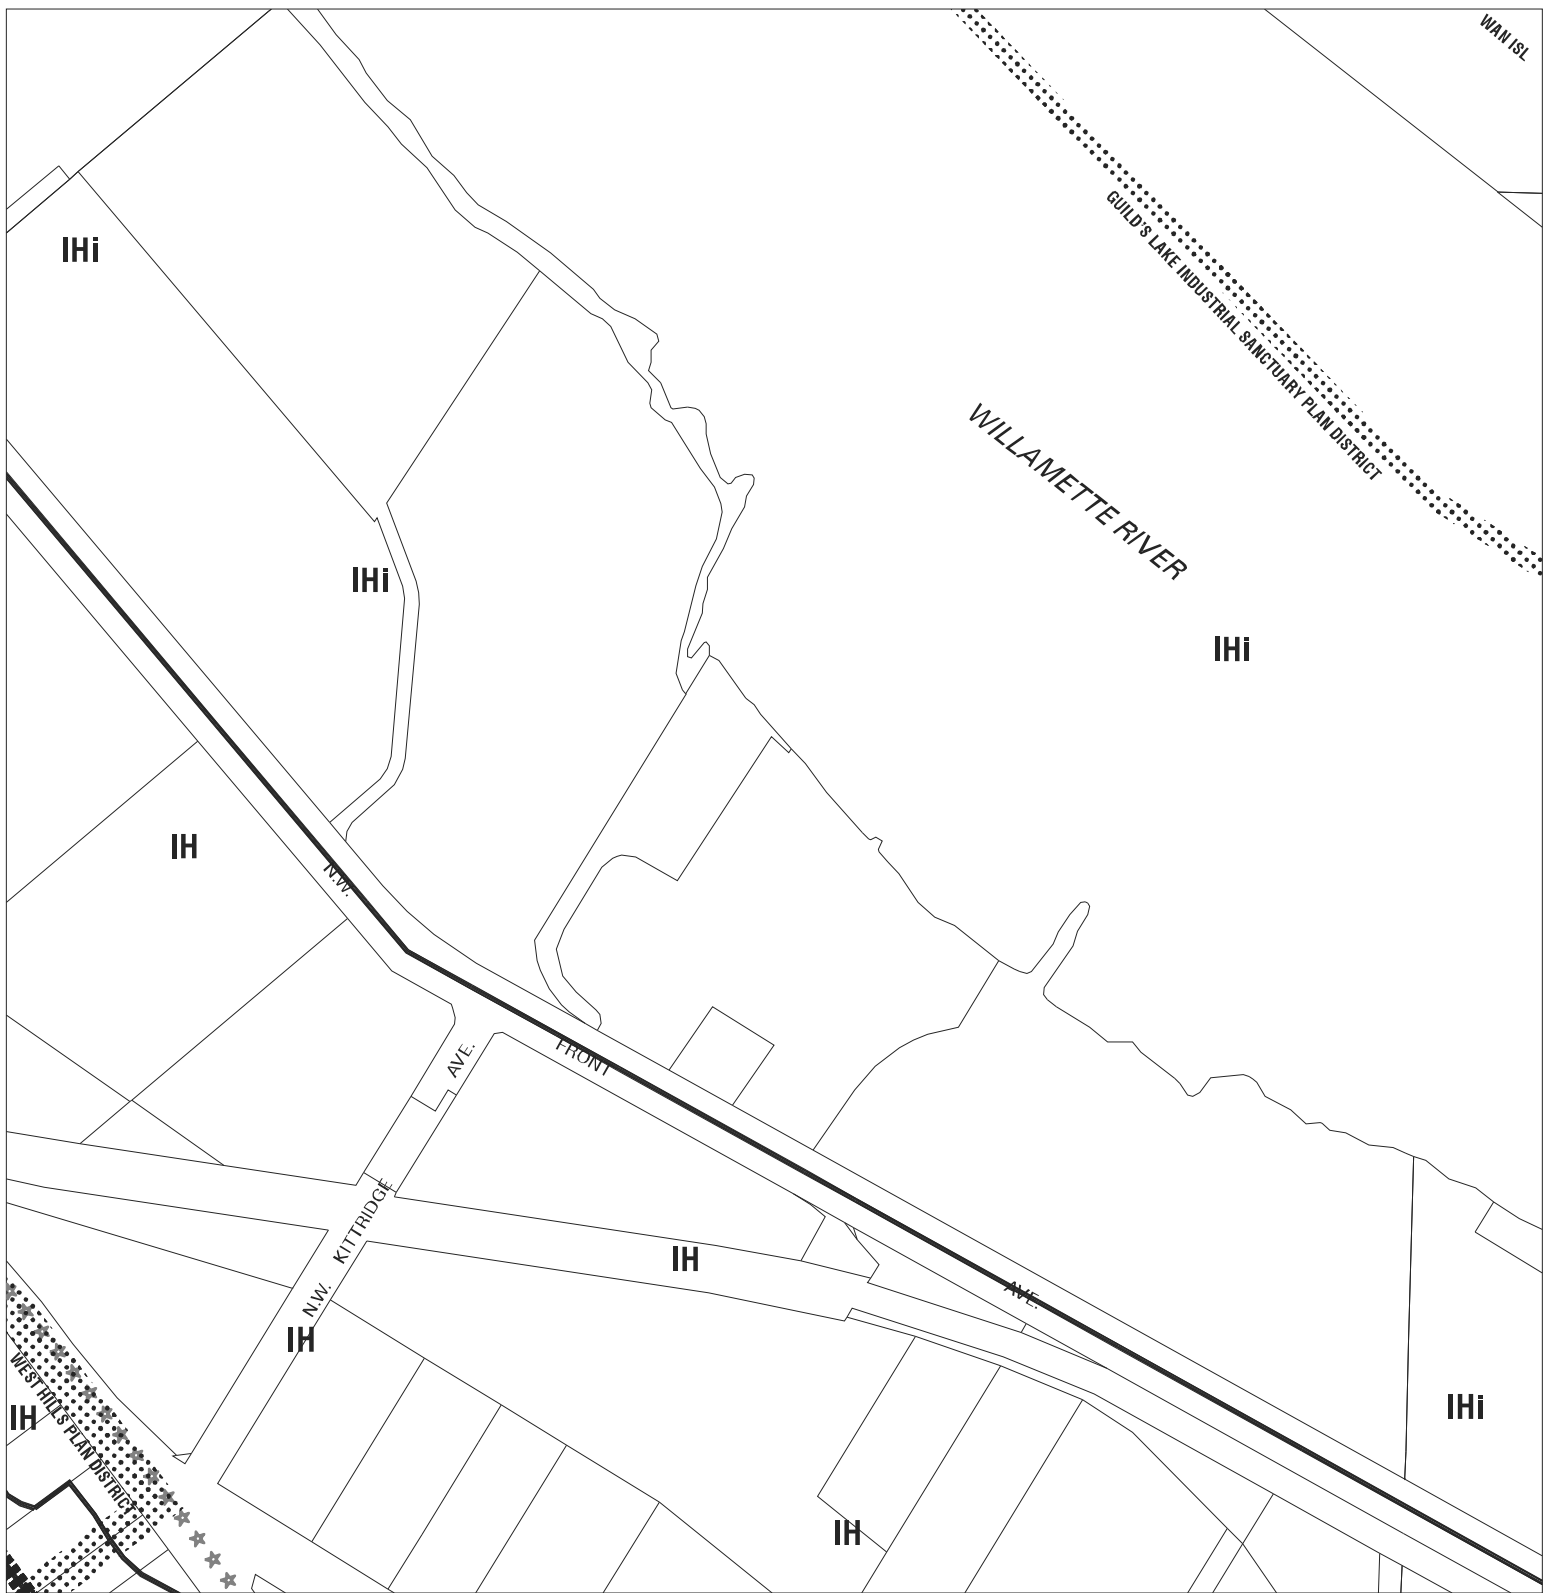 WAN ISL
GUILD'S LAKE INDUSTRIAL SANCTUARY PLAN DISTRICT
IHi
WILLAMETTE RIVER
IHi
IHi
IH
N.W.
FRONT
AVE.
AVE.
N.W. KITTRIDGE
IH
IH
WEST HILLS PLAN DISTRICT
IH
IHi
IH